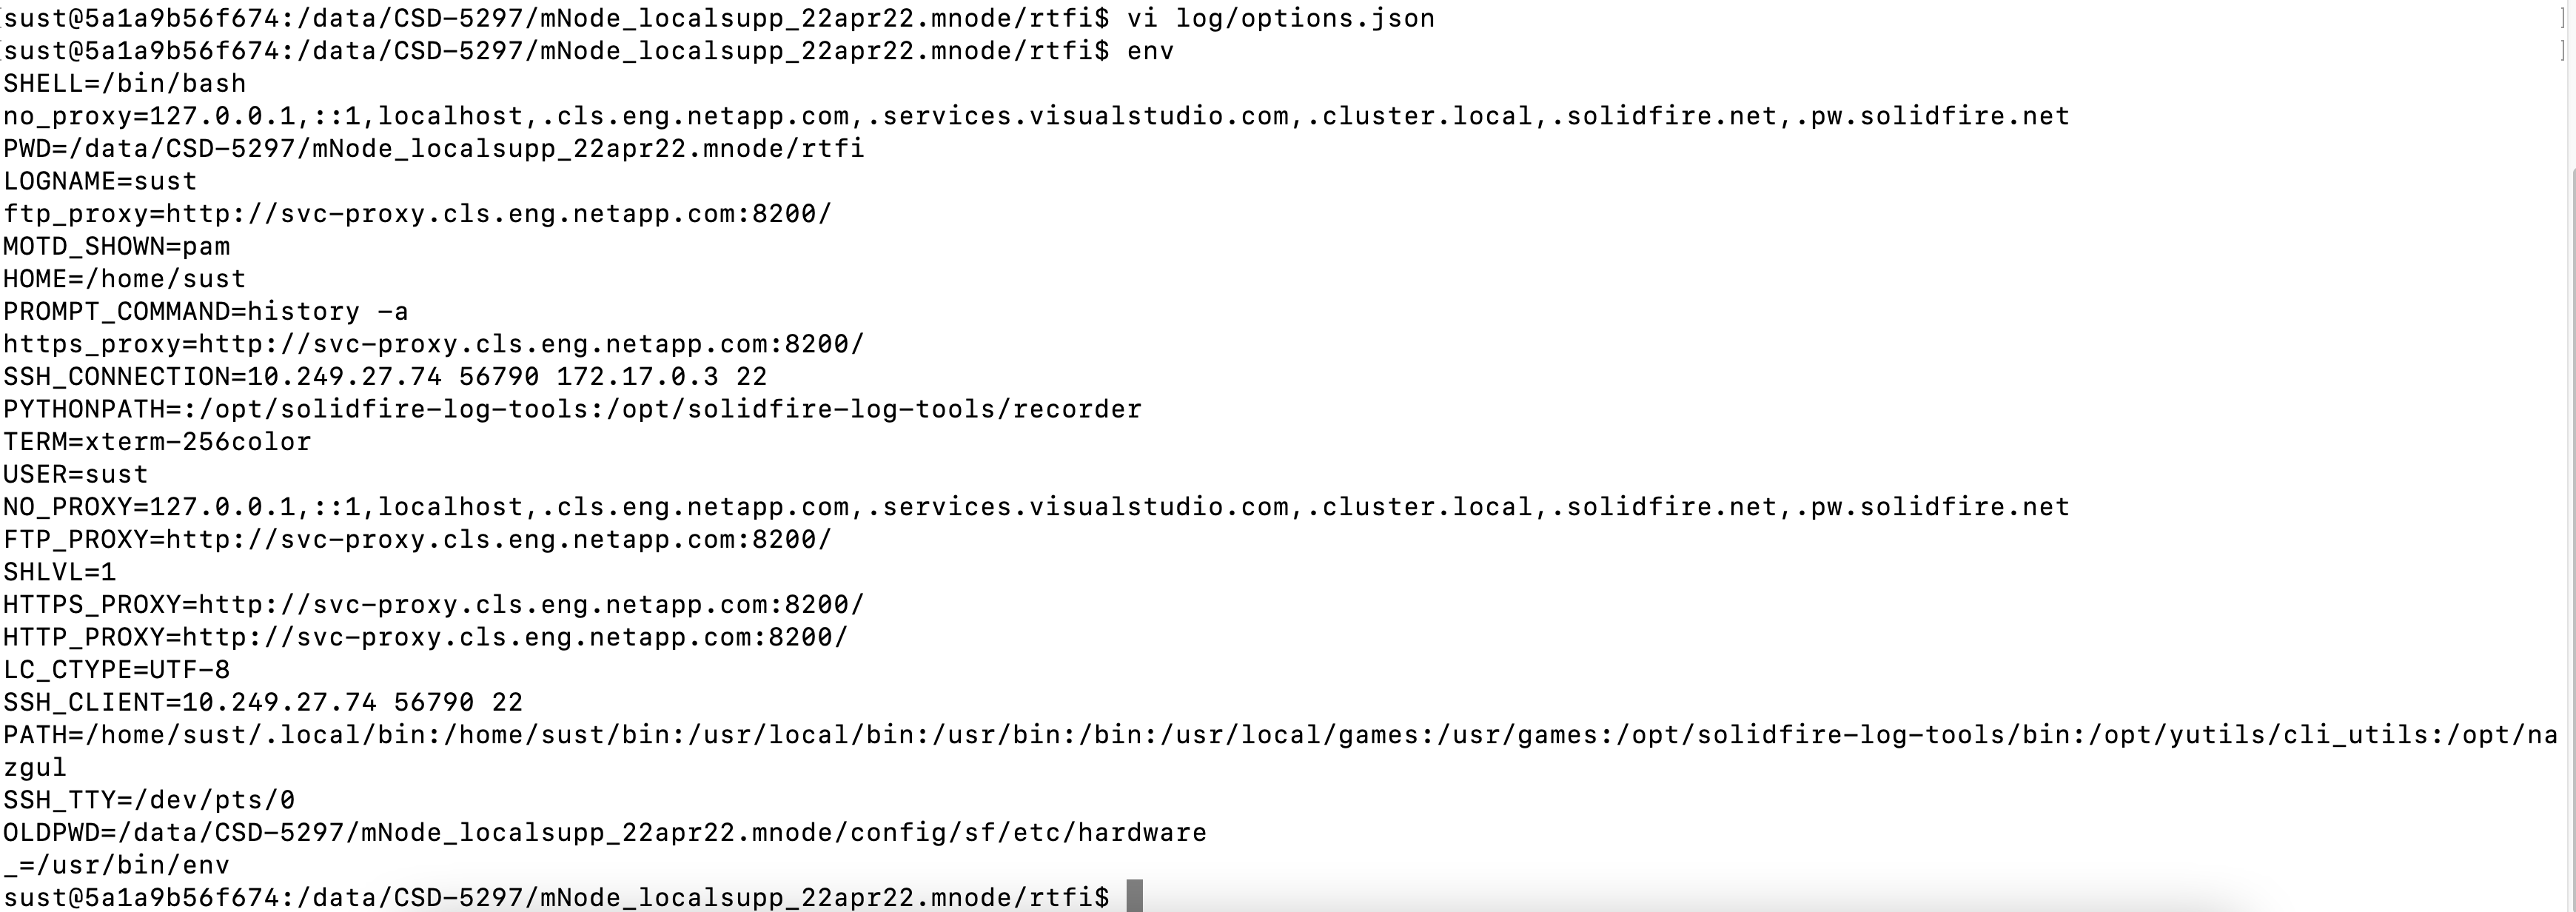 [sust@5a1a9b56f674:/data/CSD-5297/mNode_localsupp_22apr22.mnode/rtfi$ vi log/options.json ]
[sust@5a1a9b56f674:/data/CSD-5297/mNode_localsupp_22apr22.mnode/rtfi$ env ]
SHELL=/bin/bash
no_proxy=127.0.0.1,::1,localhost,.cls.eng.netapp.com,.services.visualstudio.com,.cluster.local,.solidfire.net,.pw.solidfire.net
PWD=/data/CSD-5297/mNode_localsupp_22apr22.mnode/rtfi
LOGNAME=sust
ftp_proxy=http://svc-proxy.cls.eng.netapp.com:8200/
MOTD_SHOWN=pam
HOME=/home/sust
PROMPT_COMMAND=history -a
https_proxy=http://svc-proxy.cls.eng.netapp.com:8200/
SSH_CONNECTION=10.249.27.74 56790 172.17.0.3 22
PYTHONPATH=:/opt/solidfire-log-tools:/opt/solidfire-log-tools/recorder
TERM=xterm-256color
USER=sust
NO_PROXY=127.0.0.1,::1,localhost,.cls.eng.netapp.com,.services.visualstudio.com,.cluster.local,.solidfire.net,.pw.solidfire.net
FTP_PROXY=http://svc-proxy.cls.eng.netapp.com:8200/
SHLVL=1
HTTPS_PROXY=http://svc-proxy.cls.eng.netapp.com:8200/
HTTP_PROXY=http://svc-proxy.cls.eng.netapp.com:8200/
LC_CTYPE=UTF-8
SSH_CLIENT=10.249.27.74 56790 22
PATH=/home/sust/.local/bin:/home/sust/bin:/usr/local/bin:/usr/bin:/bin:/usr/local/games:/usr/games:/opt/solidfire-log-tools/bin:/opt/yutils/cli_utils:/opt/na
zgul
SSH_TTY=/dev/pts/0
OLDPWD=/data/CSD-5297/mNode_localsupp_22apr22.mnode/config/sf/etc/hardware
_=/usr/bin/env
sust@5a1a9b56f674:/data/CSD-5297/mNode_localsupp_22apr22.mnode/rtfi$